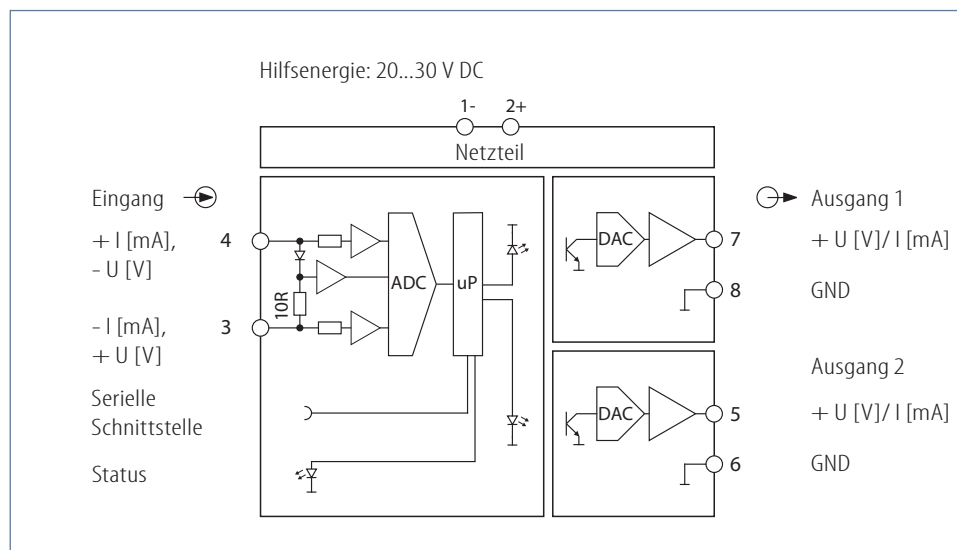 Hilfsenergie: 20...30 V DC
1- 2+
Netzteil
Eingang
+ I [mA], 4
- U [V]
10R
- I [mA], 3
+ U [V]
Serielle
Schnittstelle
Status
ADC
uP
DAC
7
8
Ausgang 1
+ U [V]/ I [mA]
GND
DAC
5
6
Ausgang 2
+ U [V]/ I [mA]
GND